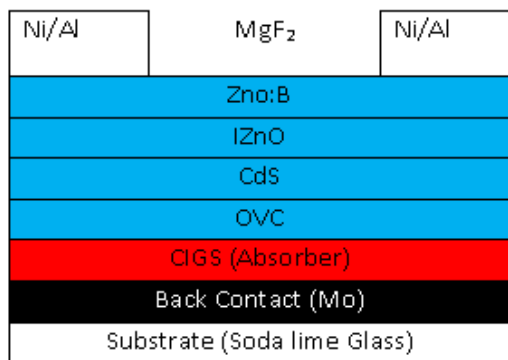 Ni/Al MgF₂ Ni/Al
Zno:B
IZnO
CdS
OVC
CIGS (Absorber)
Back Contact (Mo)
Substrate (Soda lime Glass)